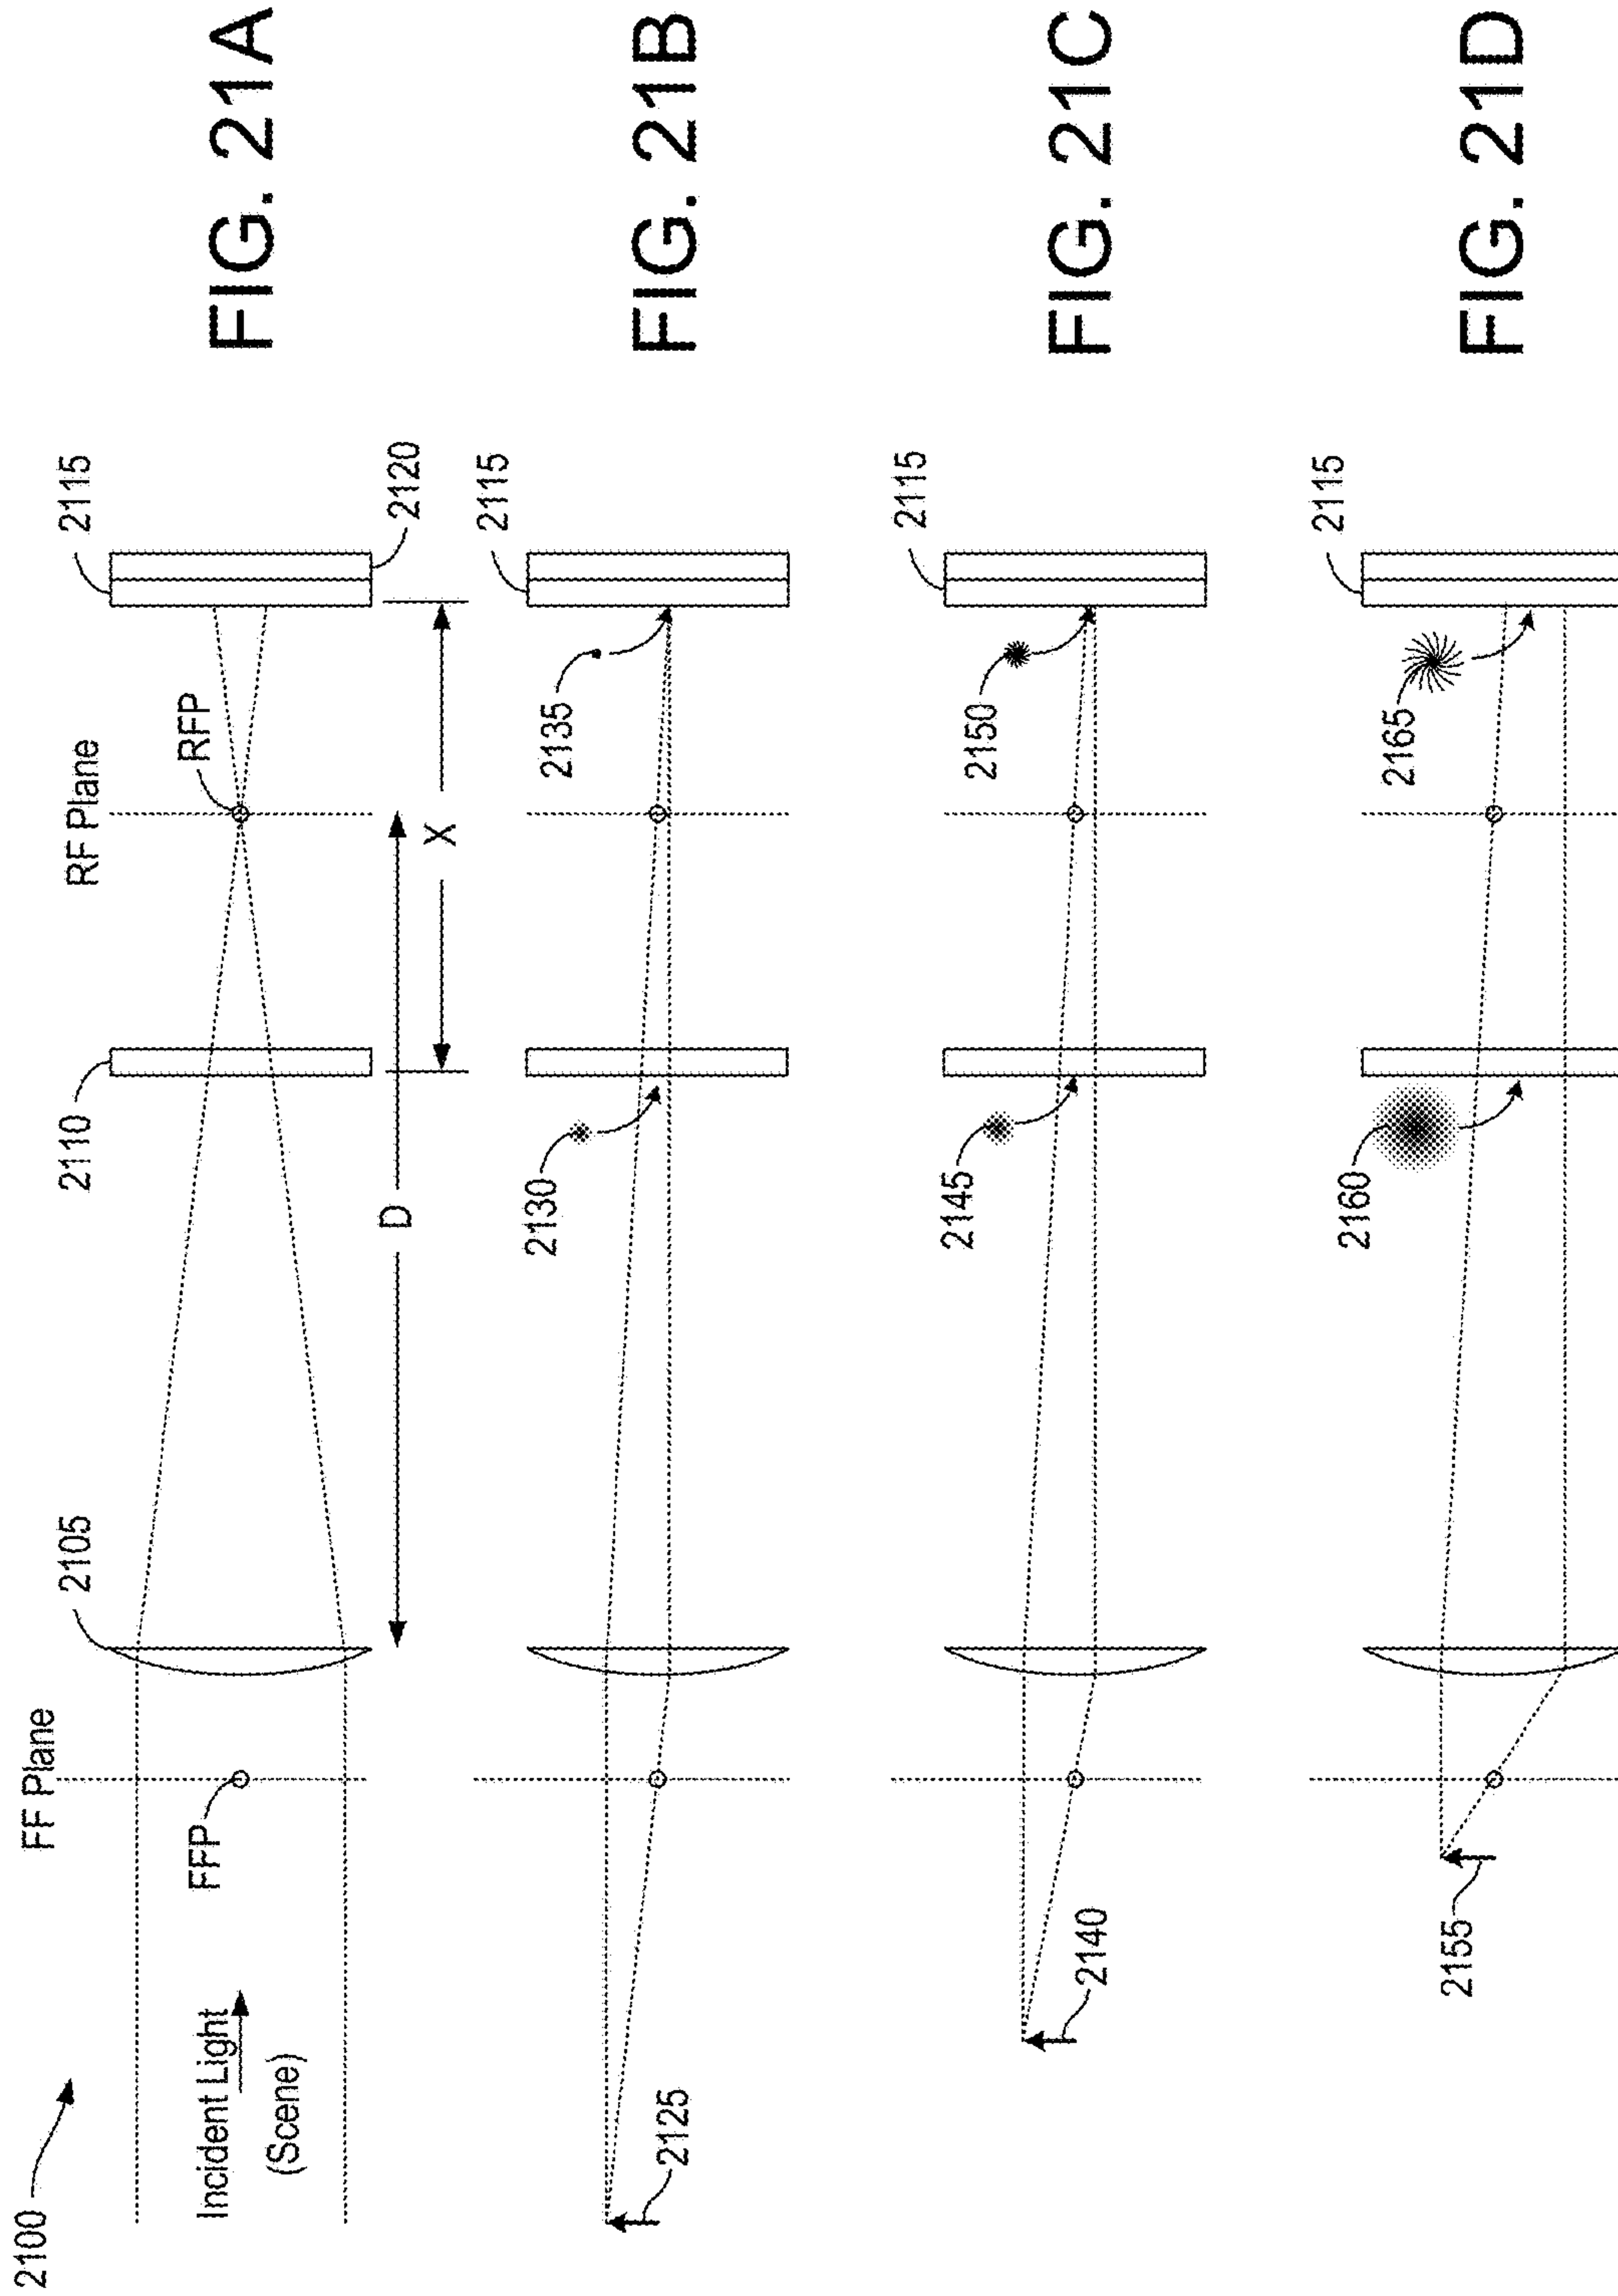 2100
FF Plane
2105
2110
RF Plane
2115
FFP
RFP
Incident Light
(Scene)
D
X
2120
FIG. 21A
2125
2130
2135
2115
FIG. 21B
2140
2145
2150
2115
FIG. 21C
2155
2160
2165
2115
FIG. 21D